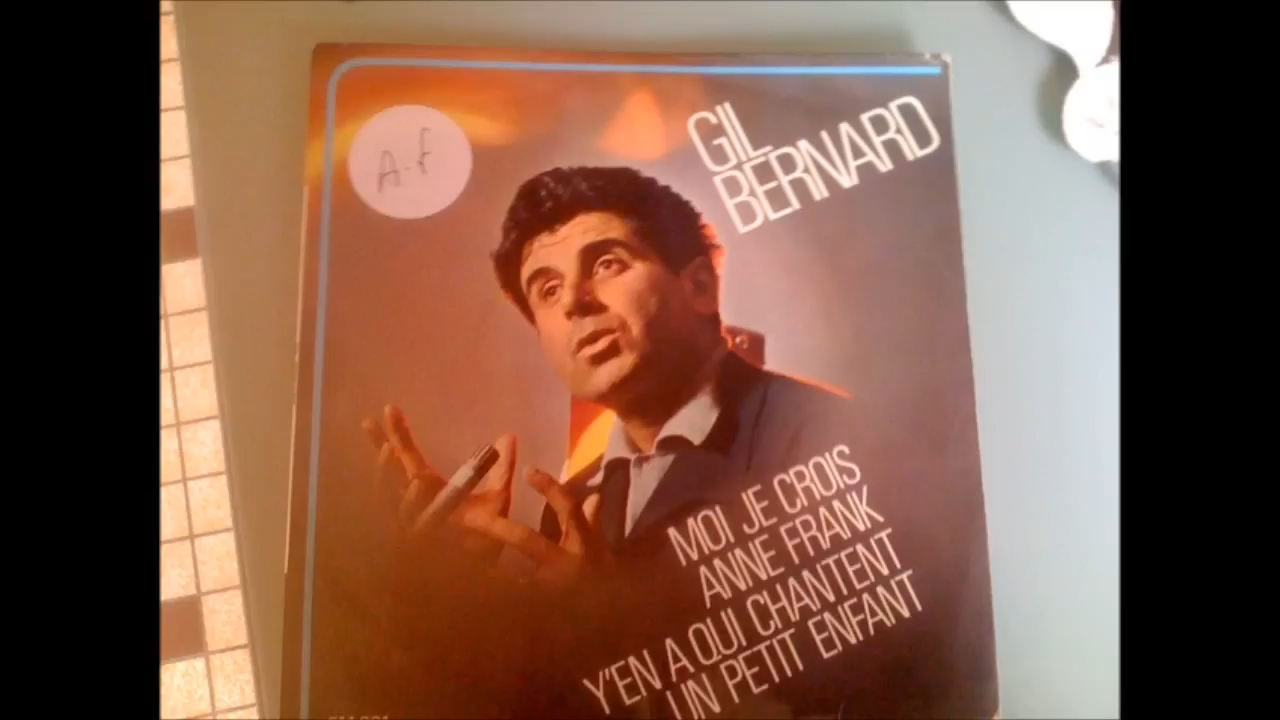 A-F
GIL
BERNARD
MOI JE CROIS
ANNE FRANK
Y'EN A QUI CHANTENT
UN PETIT ENFANT